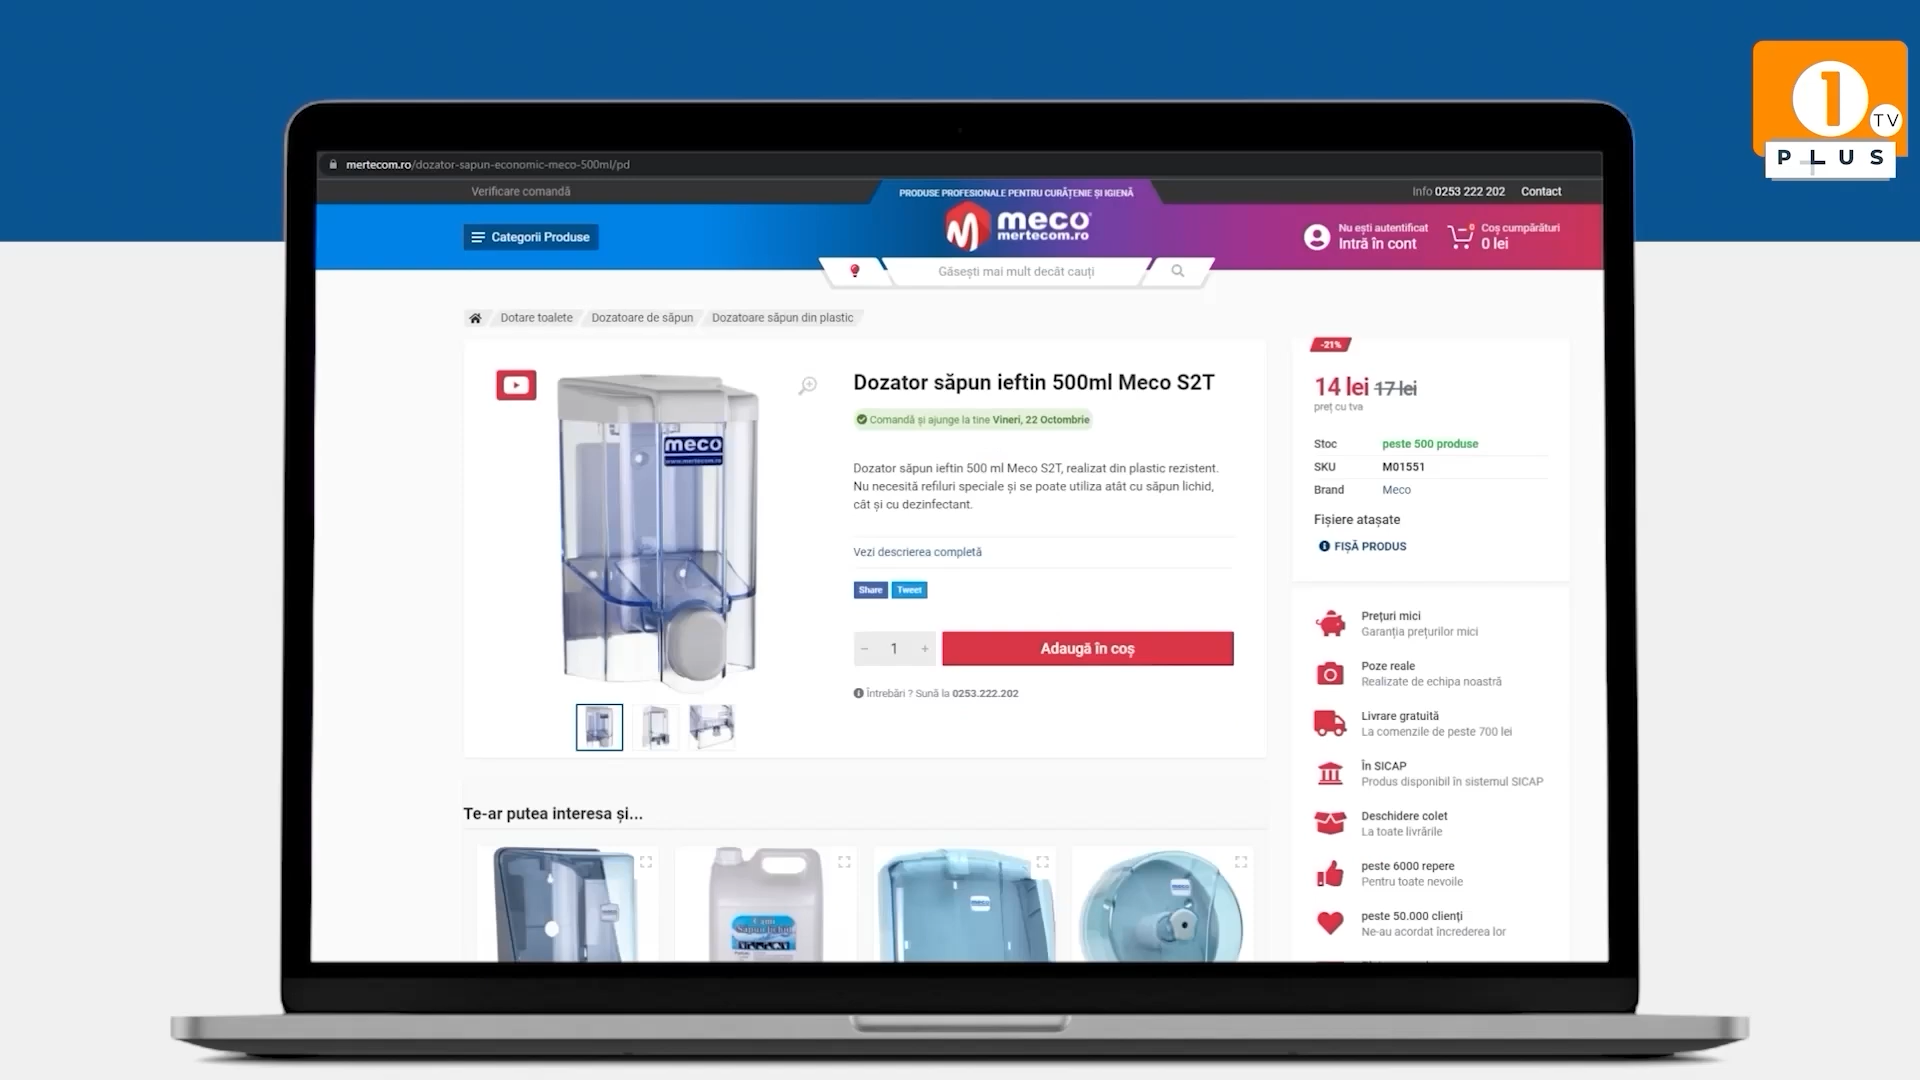 1
TV
PLUS
mertecom.ro/dozator-sapun-economic-meco-500ml/pd
Verificare comandă
PRODUSE PROFESIONALE PENTRU CURĂȚENIE ȘI IGIENĂ
Info 0253 222 202 Contact
Categorii Produse
meco
mertecom.ro
Nu ești autentificat
Intră în cont
0
Coș cumpărături
0 lei
Găsești mai mult decât cauți
Dotare toalete Dozatoare de săpun Dozatoare săpun din plastic
meco
www.mertecom.ro
Dozator săpun ieftin 500ml Meco S2T
Comandă și ajunge la tine Vineri, 22 Octombrie
Dozator săpun ieftin 500 ml Meco S2T, realizat din plastic rezistent.
Nu necesită refiluri speciale și se poate utiliza atât cu săpun lichid,
cât și cu dezinfectant.
Vezi descrierea completă
Share Tweet
− 1 + Adaugă în coș
Întrebări ? Sună la 0253.222.202
-21%
14 lei 17 lei
preț cu tva
Stoc peste 500 produse
SKU M01551
Brand Meco
Fișiere atașate
FIȘĂ PRODUS
Prețuri mici
Garanția prețurilor mici
Poze reale
Realizate de echipa noastră
Livrare gratuită
La comenzile de peste 700 lei
În SICAP
Produs disponibil în sistemul SICAP
Deschidere colet
La toate livrările
peste 6000 repere
Pentru toate nevoile
peste 50.000 clienți
Ne-au acordat încrederea lor
Te-ar putea interesa și...
Săpun lichid